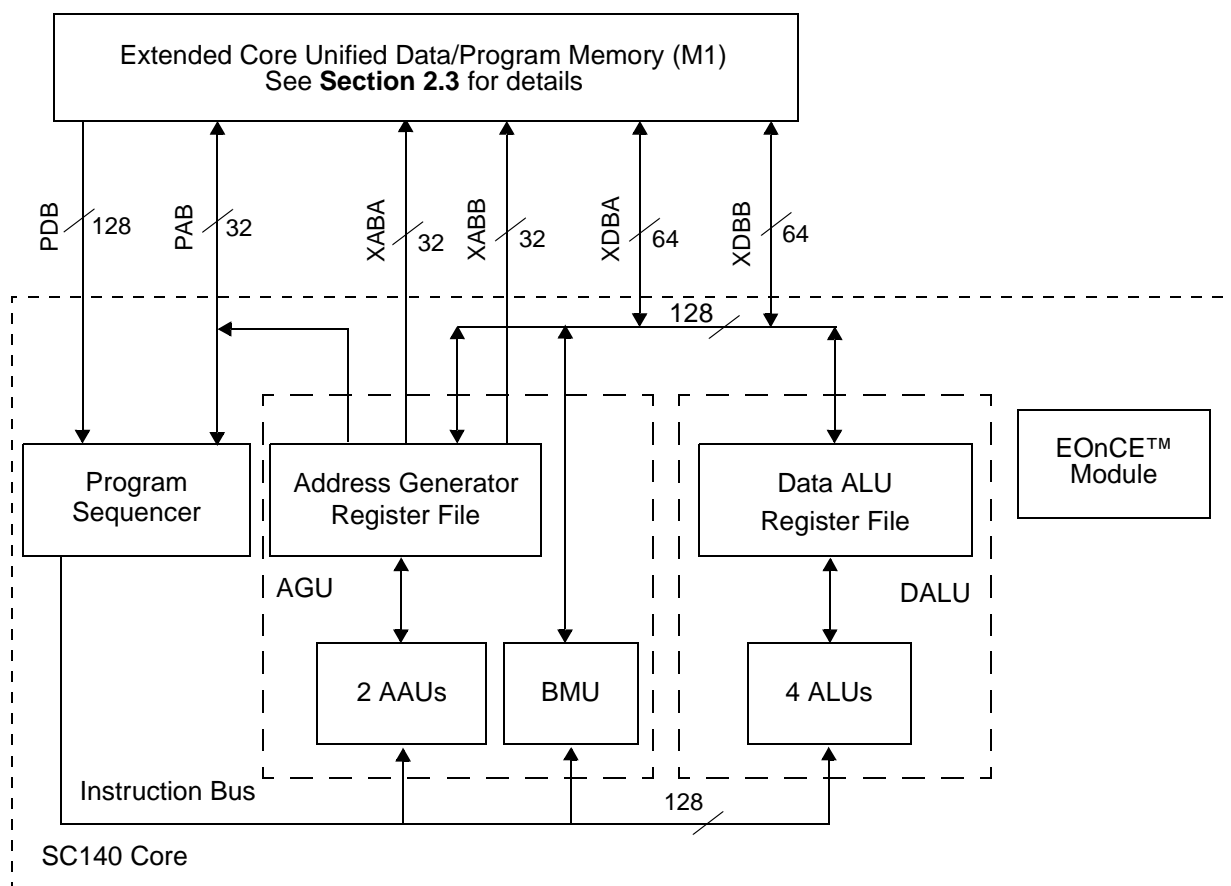 Extended Core Unified Data/Program Memory (M1)
See Section 2.3 for details
PDB
128
PAB
32
XABA
32
XABB
32
XDBA
64
XDBB
64
128
Program
Sequencer
Address Generator
Register File
Data ALU
Register File
EOnCE™
Module
AGU
DALU
2 AAUs
BMU
4 ALUs
Instruction Bus
128
SC140 Core